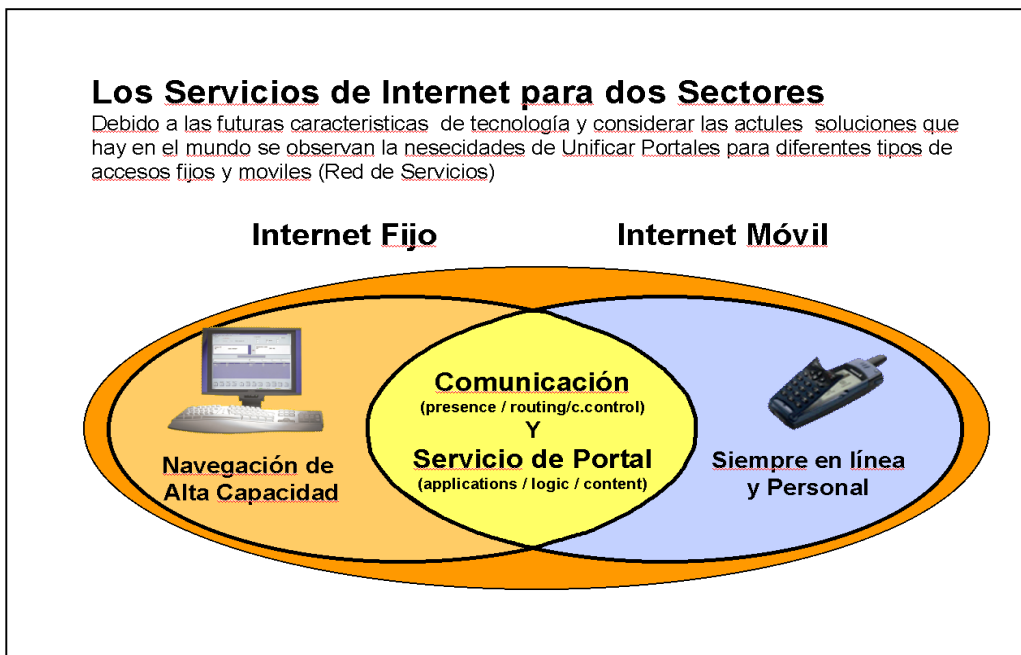 Los Servicios de Internet para dos Sectores
Debido a las futuras caracteristicas de tecnología y considerar las actules soluciones que
hay en el mundo se observan la nesecidades de Unificar Portales para diferentes tipos de
accesos fijos y moviles (Red de Servicios)
Internet Fijo
Internet Móvil
Navegación de
Alta Capacidad
Comunicación
(presence / routing/c.control)
Y
Servicio de Portal
(applications / logic / content)
Siempre en línea
y Personal